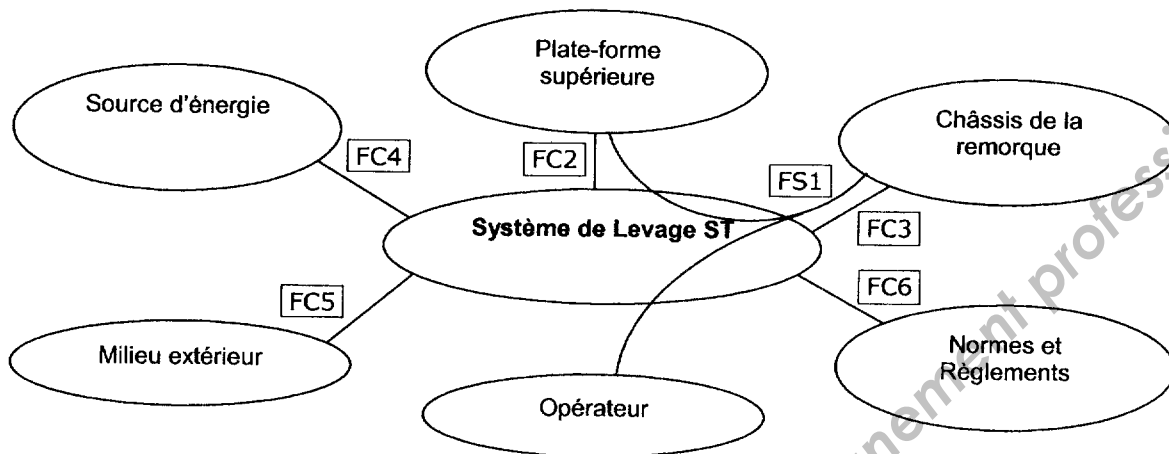 Plate-forme
supérieure
Source d'énergie
Châssis de la
remorque
FC4
FC2
FS1
Système de Levage ST
FC3
FC5
FC6
Milieu extérieur
Normes et
Règlements
Opérateur